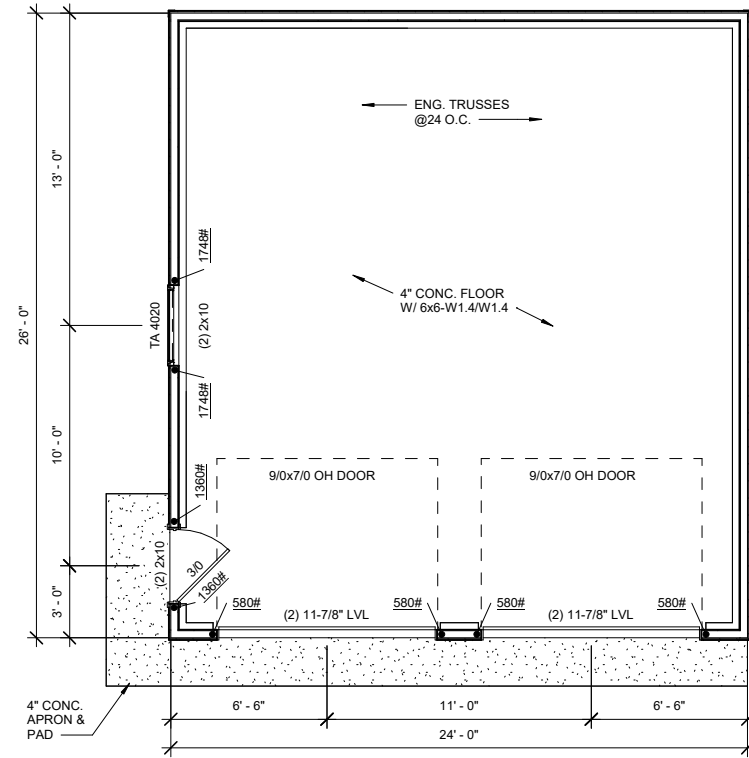 ENG. TRUSSES
@24 O.C.
13' - 0"
1748#
4" CONC. FLOOR
W/ 6x6-W1.4/W1.4
26' - 0"
TA 4020
(2) 2x10
1748#
10' - 0"
1360#
9/0x7/0 OH DOOR
9/0x7/0 OH DOOR
(2) 2x10
3/0
1360#
3' - 0"
580#
(2) 11-7/8" LVL
580#
580#
(2) 11-7/8" LVL
580#
4" CONC.
APRON &
PAD
6' - 6"
11' - 0"
6' - 6"
24' - 0"